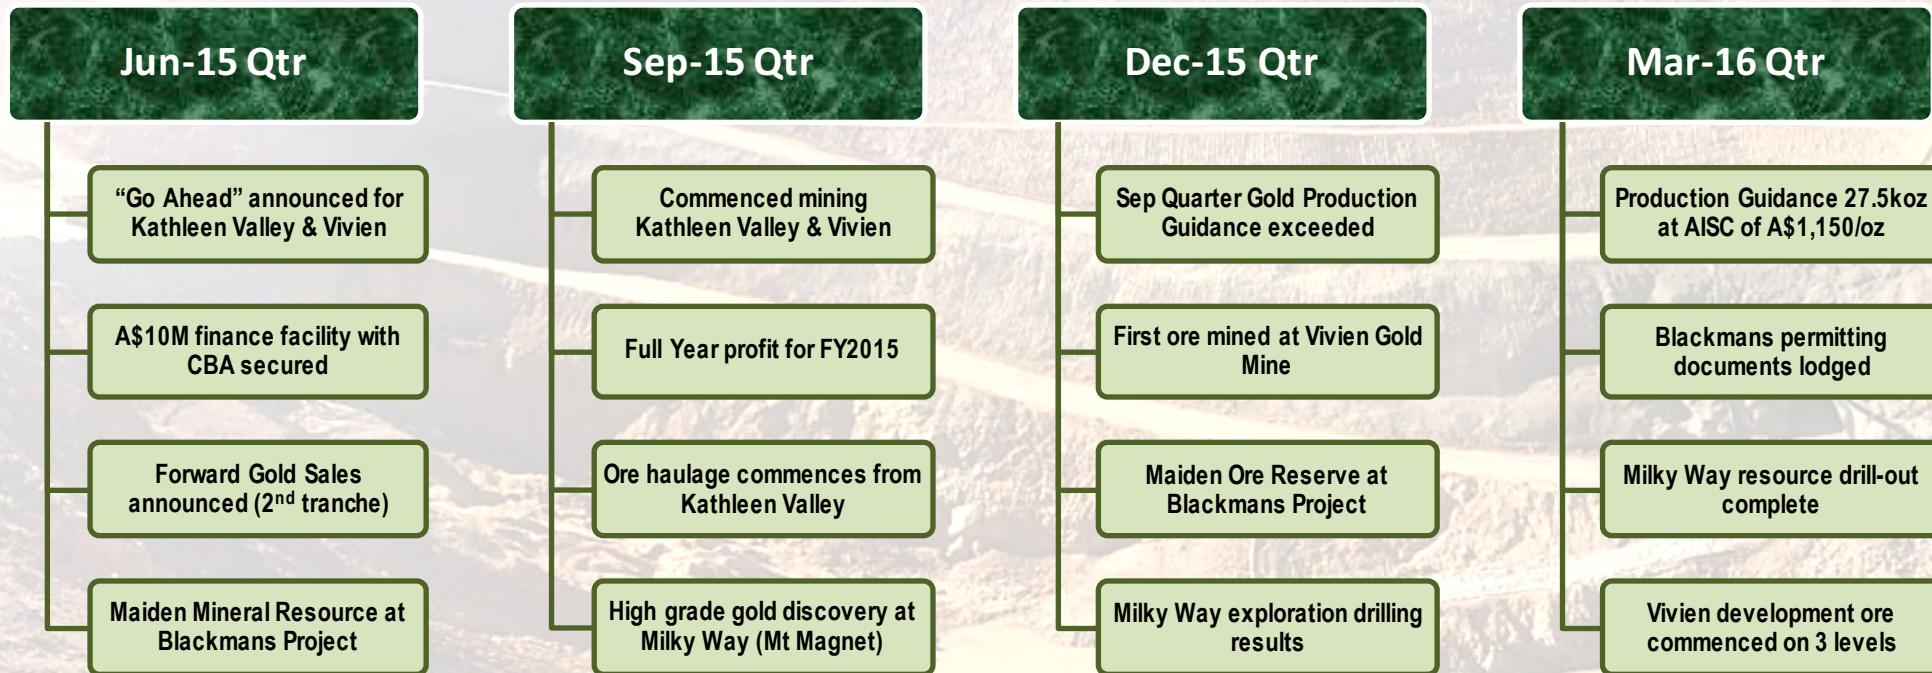 Jun-15 Qtr
“Go Ahead” announced for
Kathleen Valley & Vivien
A$10M finance facility with
CBA secured
Forward Gold Sales
announced (2nd tranche)
Maiden Mineral Resource at
Blackmans Project
Sep-15 Qtr
Commenced mining
Kathleen Valley & Vivien
Full Year profit for FY2015
Ore haulage commences from
Kathleen Valley
High grade gold discovery at
Milky Way (Mt Magnet)
Dec-15 Qtr
Sep Quarter Gold Production
Guidance exceeded
First ore mined at Vivien Gold
Mine
Maiden Ore Reserve at
Blackmans Project
Milky Way exploration drilling
results
Mar-16 Qtr
Production Guidance 27.5koz
at AISC of A$1,150/oz
Blackmans permitting
documents lodged
Milky Way resource drill-out
complete
Vivien development ore
commenced on 3 levels